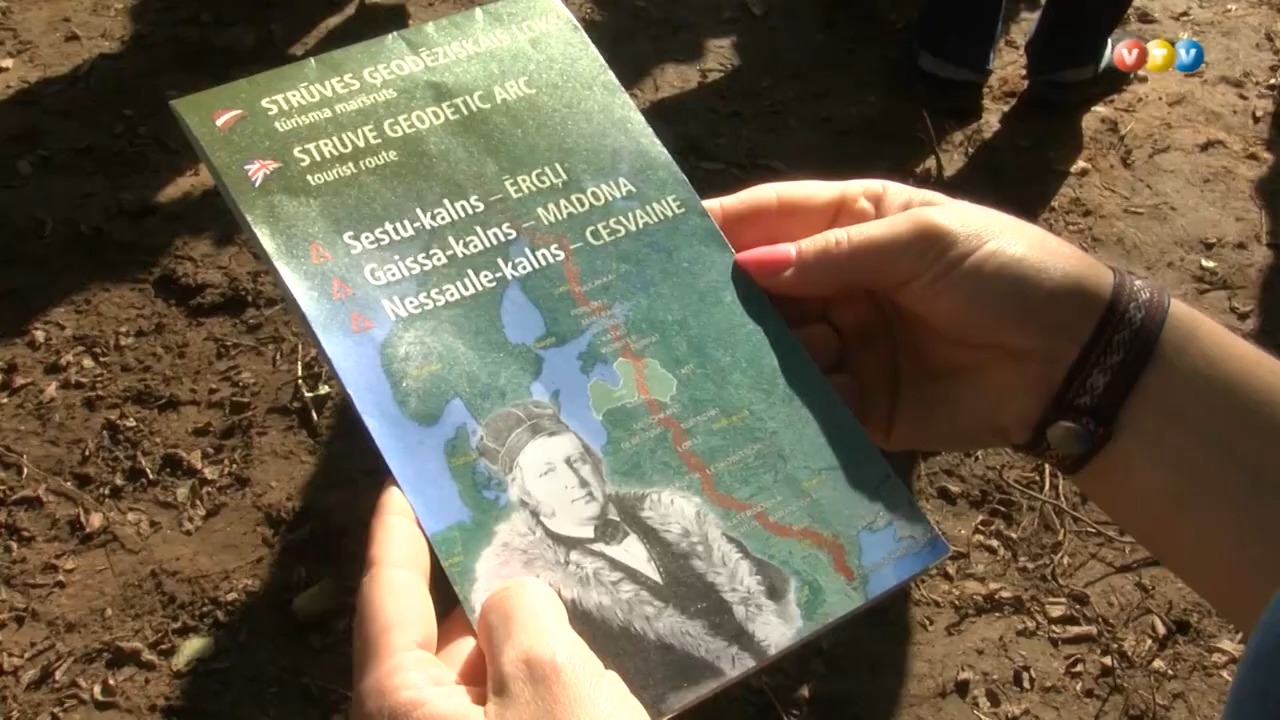 STRŪVES ĢEODĒZISKAIS LOKS
tūrisma maršruts
STRUVE GEODETIC ARC
tourist route
Sestu-kalns – ĒRGĻI
Gaissa-kalns – MADONA
Nessaule-kalns – CESVAINE
VTV